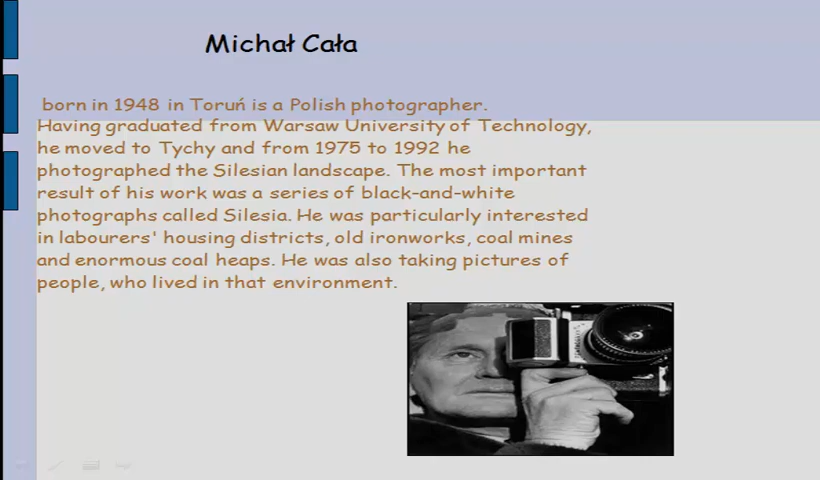 Michał Cała
born in 1948 in Toruń is a Polish photographer.
Having graduated from Warsaw University of Technology,
he moved to Tychy and from 1975 to 1992 he
photographed the Silesian landscape. The most important
result of his work was a series of black-and-white
photographs called Silesia. He was particularly interested
in labourers' housing districts, old ironworks, coal mines
and enormous coal heaps. He was also taking pictures of
people, who lived in that environment.